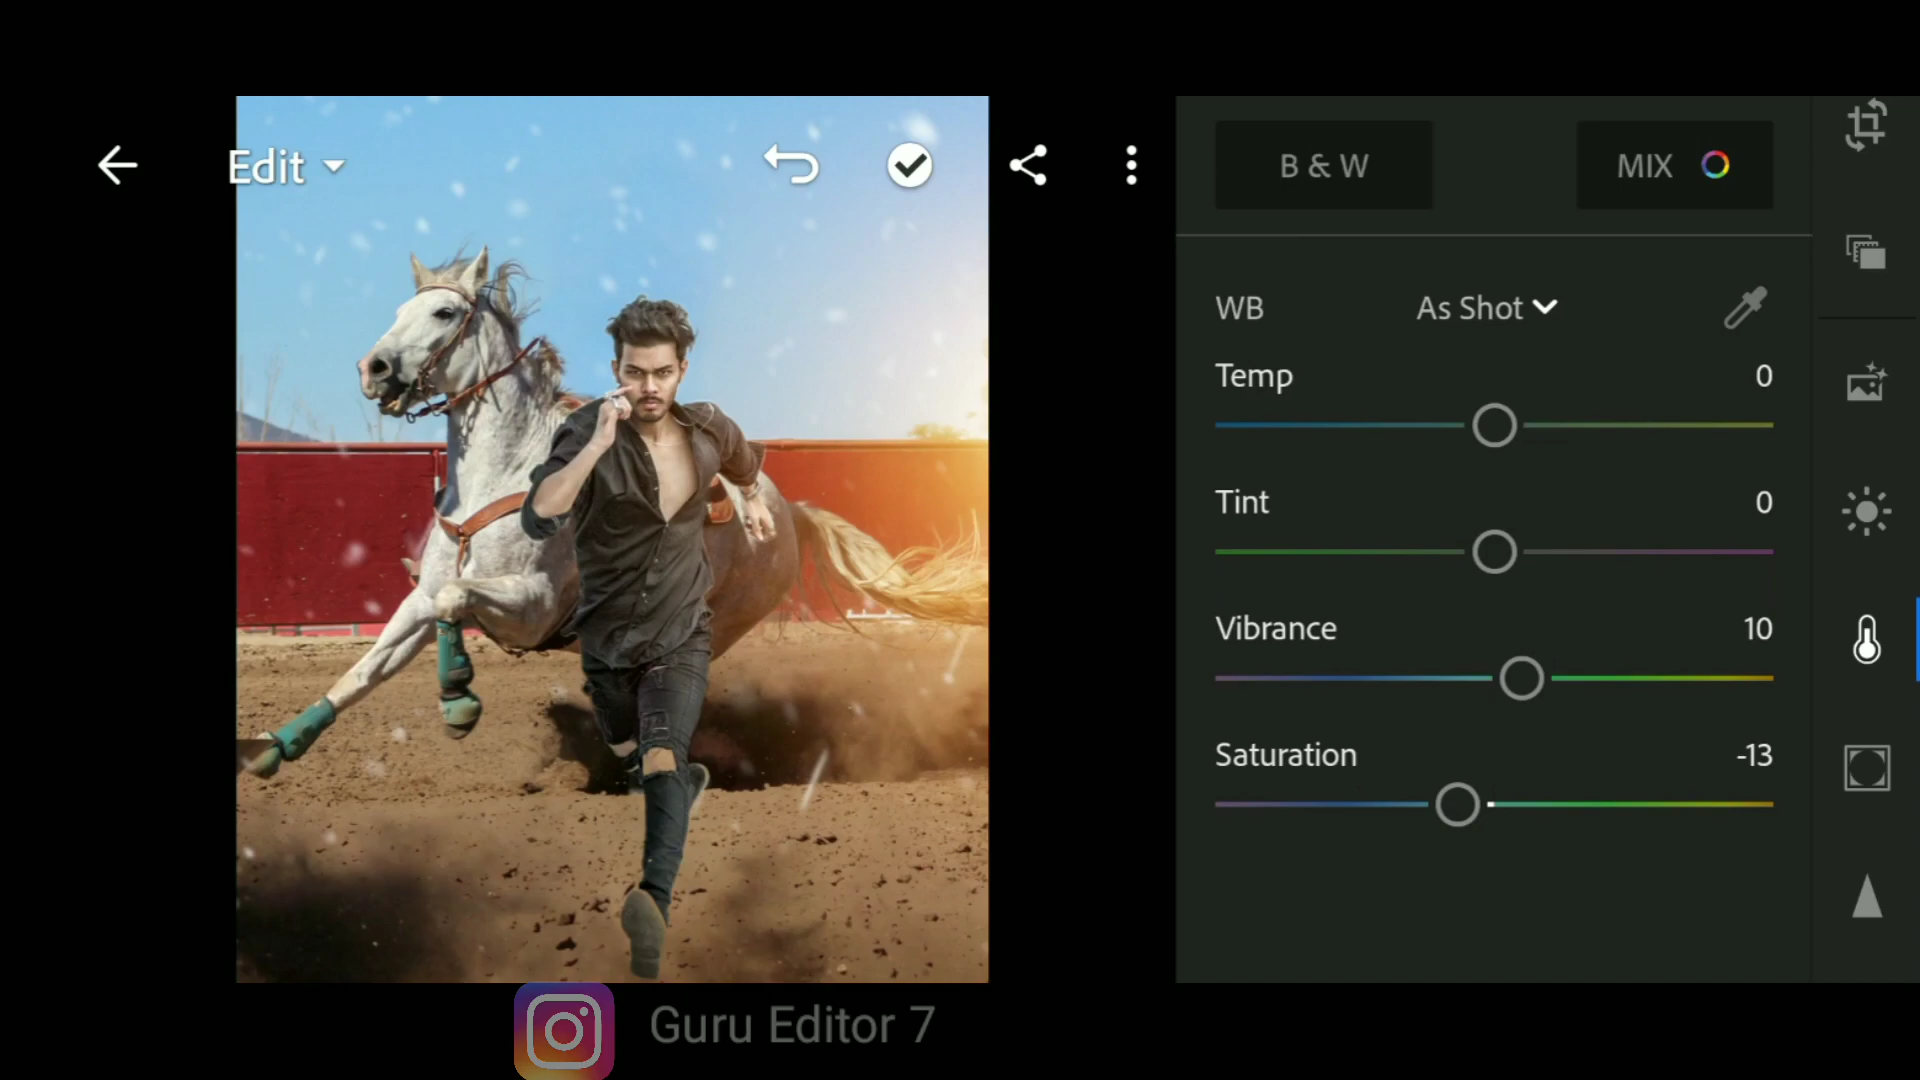 Edit
B & W
MIX
WB
As Shot
Temp
0
Tint
0
Vibrance
10
Saturation
-13
Guru Editor 7